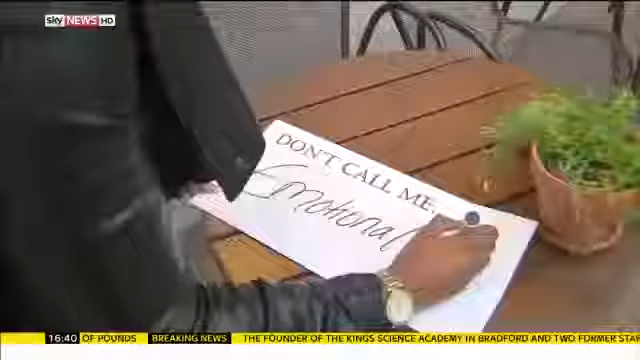 sky NEWS HD
DON'T CALL ME
Emotional
16:40 OF POUNDS BREAKING NEWS THE FOUNDER OF THE KINGS SCIENCE ACADEMY IN BRADFORD AND TWO FORMER STA